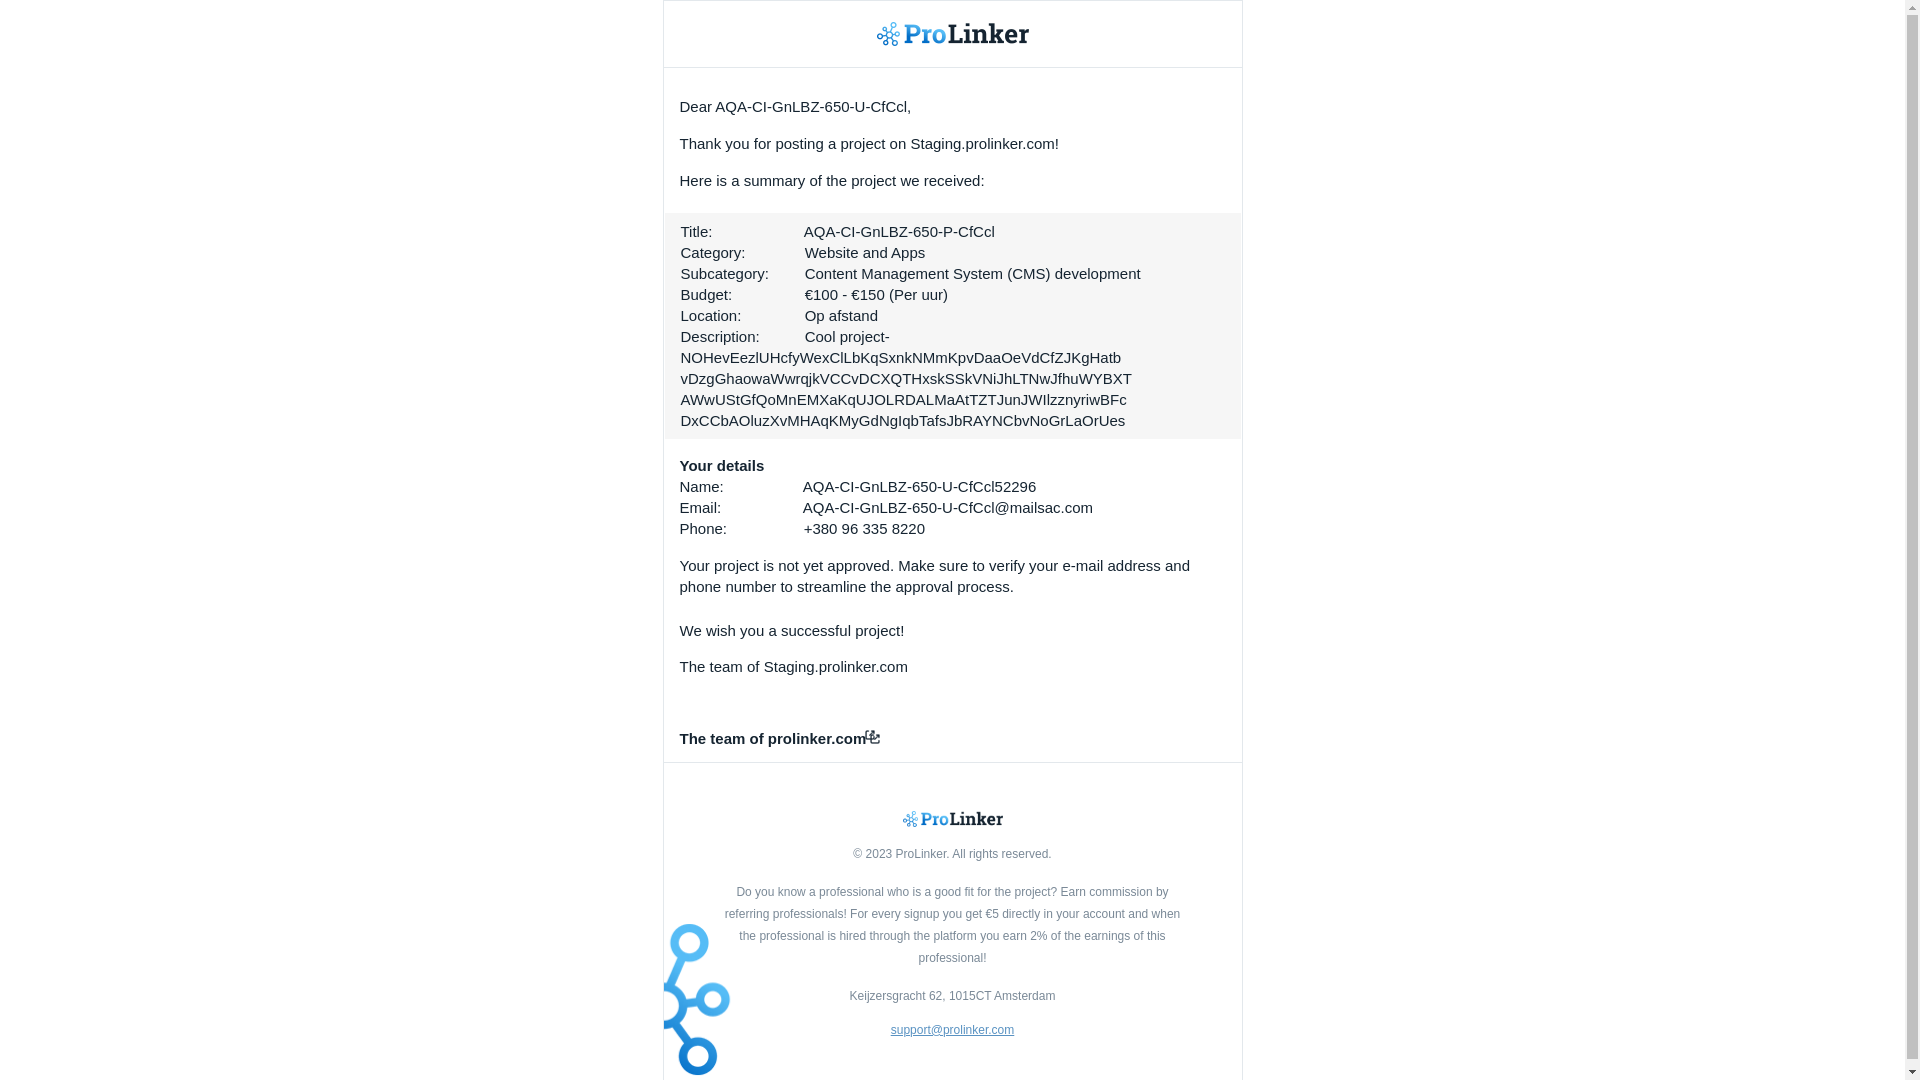 ProLinker
Dear AQA-CI-GnLBZ-650-U-CfCcl,
Thank you for posting a project on Staging.prolinker.com!
Here is a summary of the project we received:
Title: AQA-CI-GnLBZ-650-P-CfCcl
Category: Website and Apps
Subcategory: Content Management System (CMS) development
Budget: €100 - €150 (Per uur)
Location: Op afstand
Description: Cool project-
NOHevEezlUHcfyWexClLbKqSxnkNMmKpvDaaOeVdCfZJKgHatb
vDzgGhaowaWwrqjkVCCvDCXQTHxskSSkVNiJhLTNwJfhuWYBXT
AWwUStGfQoMnEMXaKqUJOLRDALMaAtTZTJunJWIlzznyriwBFc
DxCCbAOluzXvMHAqKMyGdNgIqbTafsJbRAYNCbvNoGrLaOrUes
Your details
Name: AQA-CI-GnLBZ-650-U-CfCcl52296
Email: AQA-CI-GnLBZ-650-U-CfCcl@mailsac.com
Phone: +380 96 335 8220
Your project is not yet approved. Make sure to verify your e-mail address and
phone number to streamline the approval process.
We wish you a successful project!
The team of Staging.prolinker.com
The team of prolinker.com
ProLinker
© 2023 ProLinker. All rights reserved.
Do you know a professional who is a good fit for the project? Earn commission by
referring professionals! For every signup you get €5 directly in your account and when
the professional is hired through the platform you earn 2% of the earnings of this
professional!
Keijzersgracht 62, 1015CT Amsterdam
support@prolinker.com